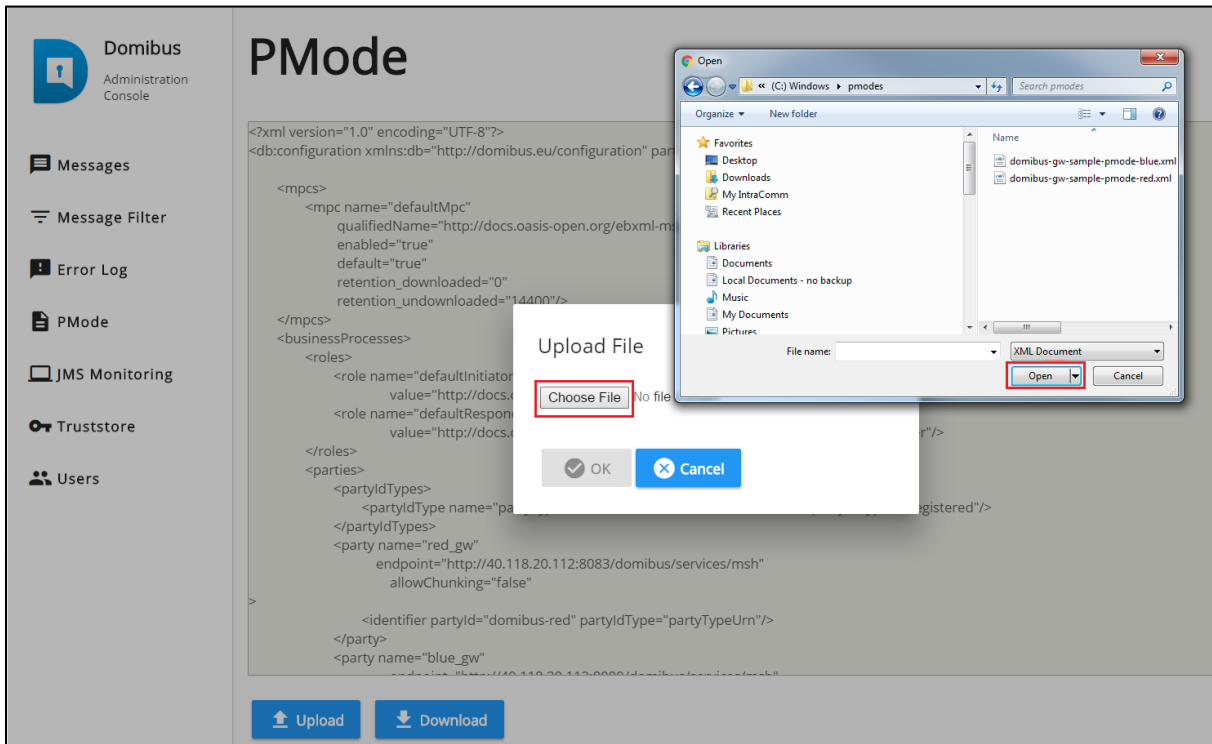 Domibus
Administration
Console
Messages
Message Filter
Error Log
PMode
JMS Monitoring
Truststore
Users
PMode
<?xml version="1.0" encoding="UTF-8"?>
<db:configuration xmlns:db="http://domibus.eu/configuration" par
<mpcs>
<mpc name="defaultMpc"
qualifiedName="http://docs.oasis-open.org/ebxml-m
enabled="true"
default="true"
retention_downloaded="0"
retention_undownloaded="14400"/>
</mpcs>
<businessProcesses>
<roles>
<role name="defaultInitiator
value="http://docs.
<role name="defaultRespon
value="http://docs. r"/>
</roles>
<parties>
<partyIdTypes>
<partyIdType name="pa egistered"/>
</partyIdTypes>
<party name="red_gw"
endpoint="http://40.118.20.112:8083/domibus/services/msh"
allowChunking="false"
>
<identifier partyId="domibus-red" partyIdType="partyTypeUrn"/>
</party>
<party name="blue_gw"
Upload
Download
Upload File
Choose File No file
OK
Cancel
Open
« (C:) Windows ▸ pmodes
Search pmodes
Organize
New folder
Favorites
Desktop
Downloads
My IntraComm
Recent Places
Libraries
Documents
Local Documents - no backup
Music
My Documents
Pictures
Name
domibus-gw-sample-pmode-blue.xml
domibus-gw-sample-pmode-red.xml
File name:
XML Document
Open
Cancel